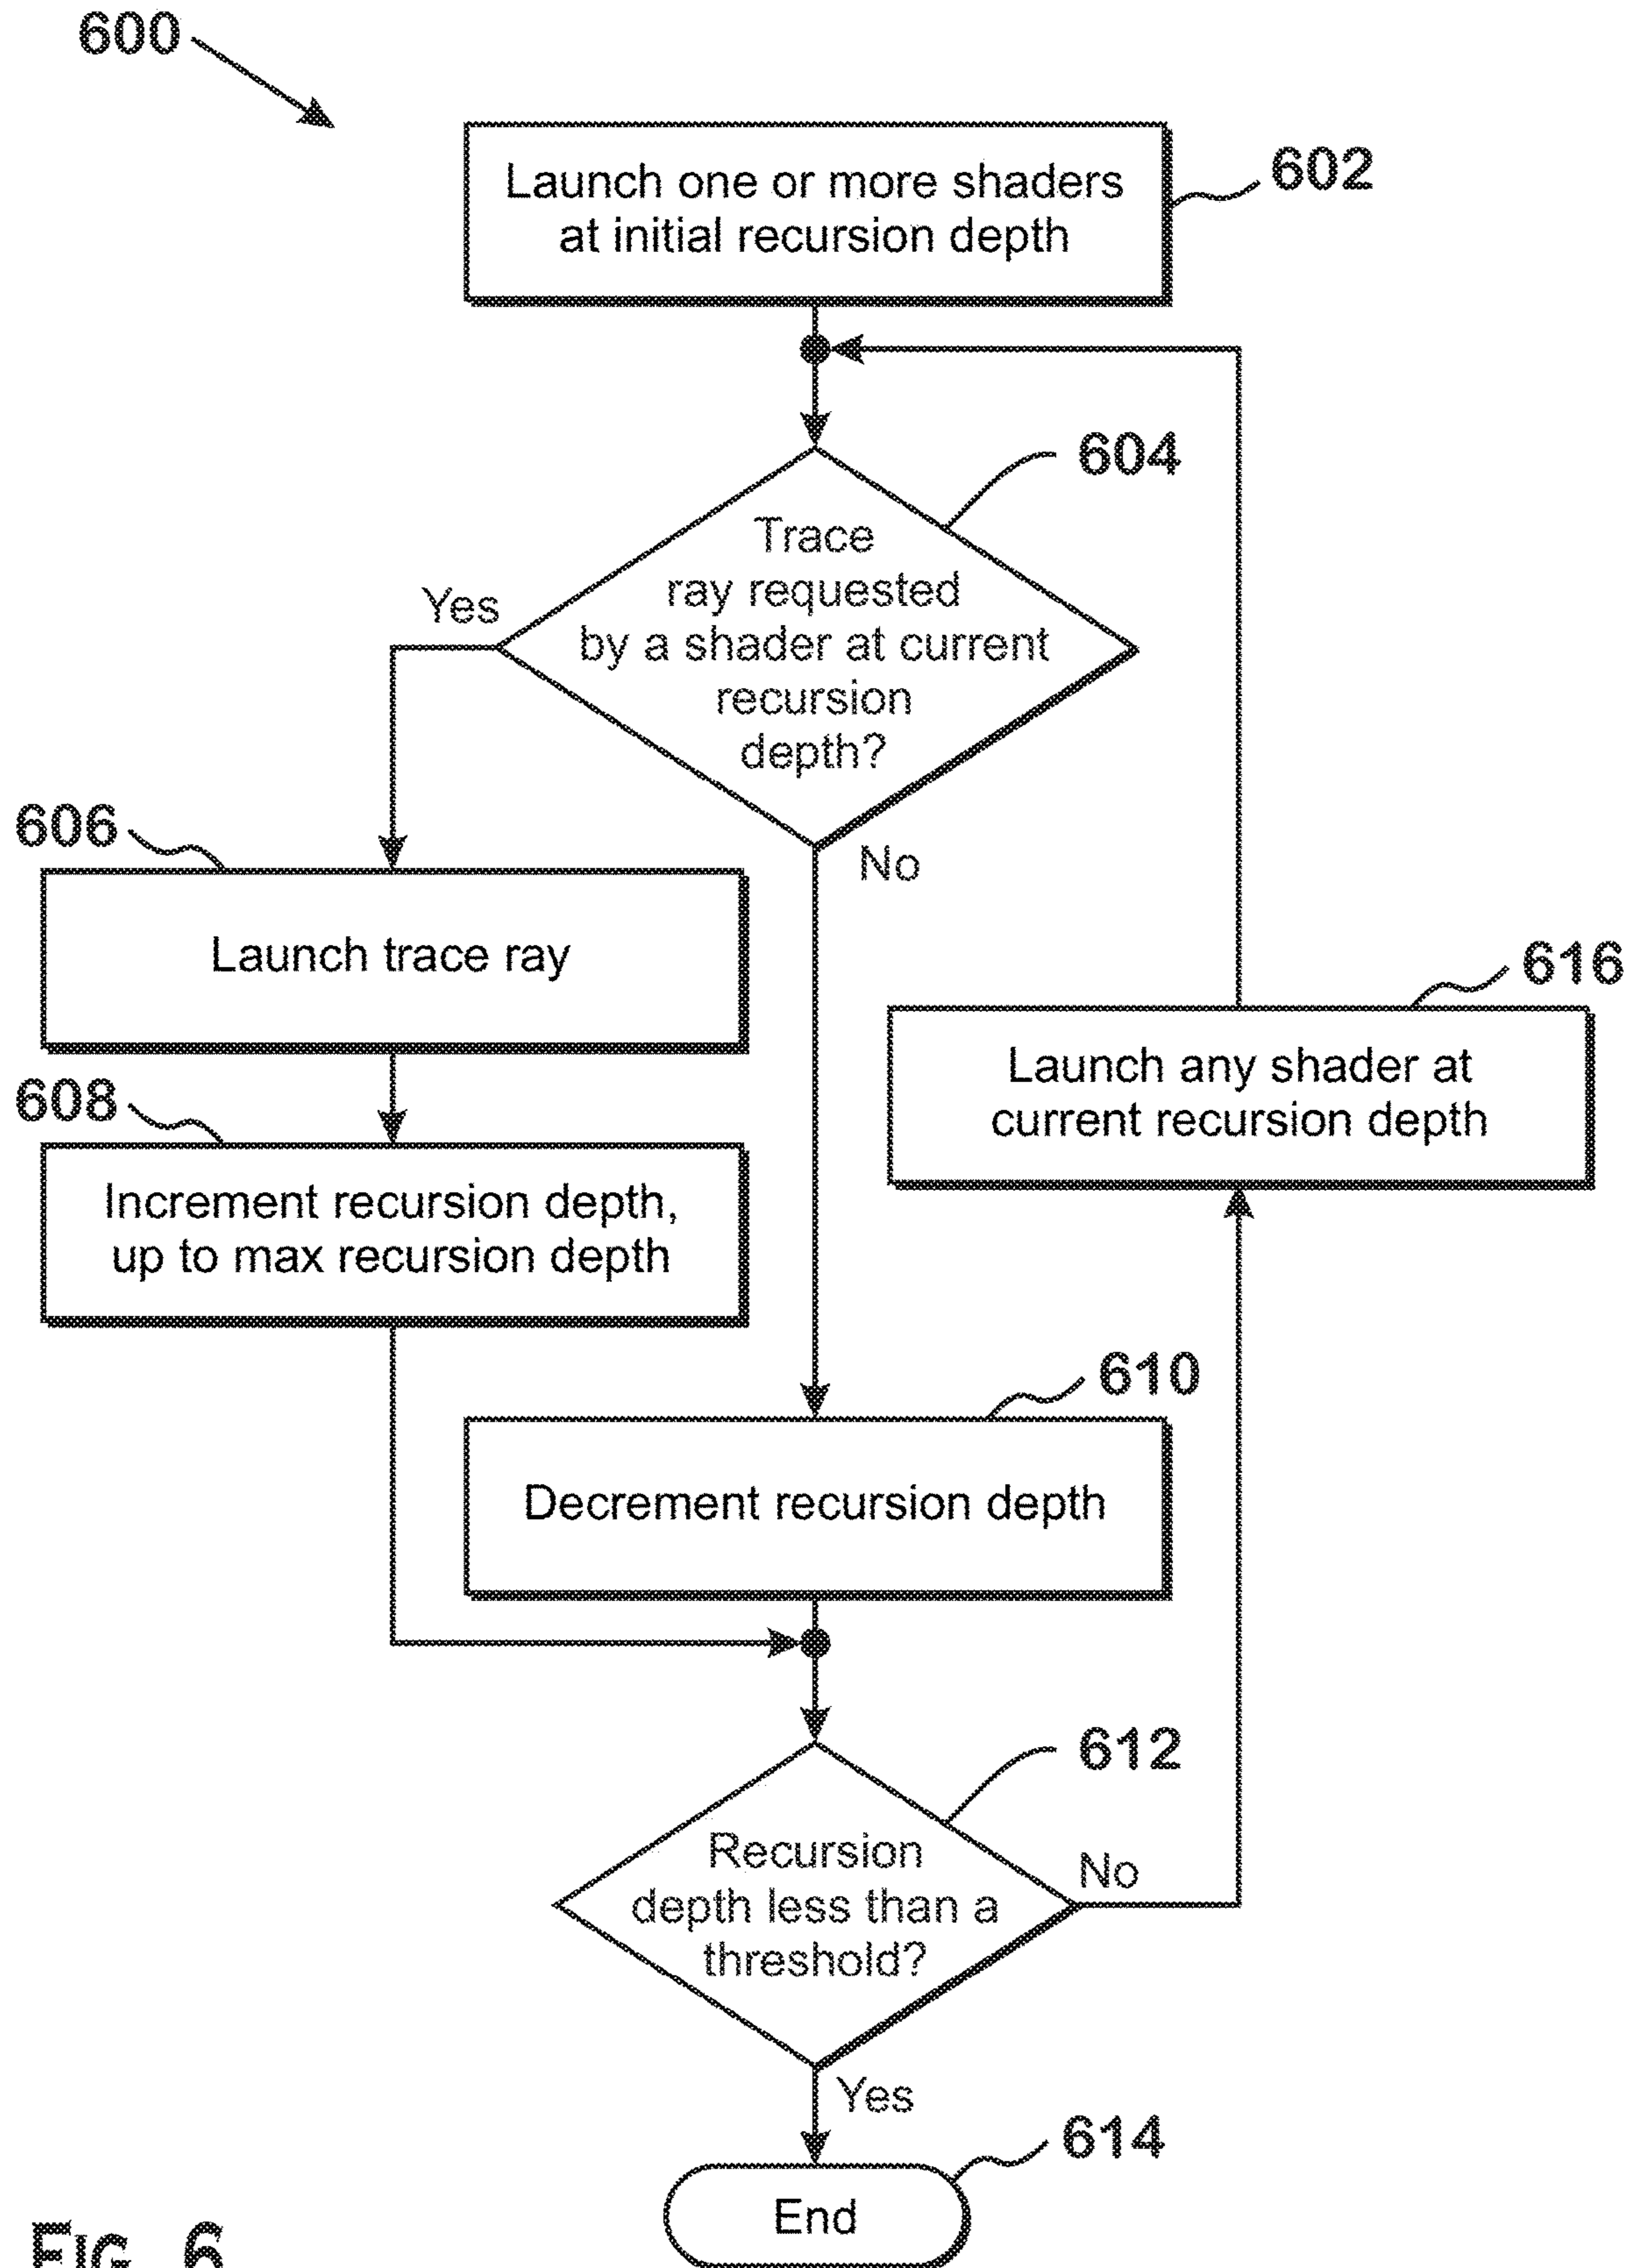 600
Launch one or more shaders
at initial recursion depth
602
604
Trace
ray requested
by a shader at current
recursion
depth?
Yes
No
606
Launch trace ray
616
Launch any shader at
current recursion depth
608
Increment recursion depth,
up to max recursion depth
610
Decrement recursion depth
612
Recursion
depth less than a
threshold?
No
Yes
614
End
FIG. 6